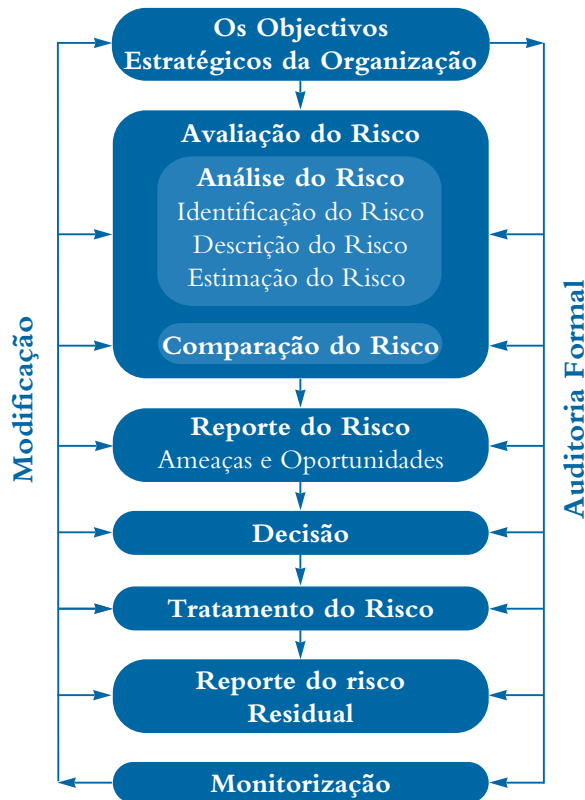 Os Objectivos
Estratégicos da Organização
Avaliação do Risco
Análise do Risco
Identificação do Risco
Descrição do Risco
Estimação do Risco
Comparação do Risco
Reporte do Risco
Ameaças e Oportunidades
Decisão
Tratamento do Risco
Reporte do risco
Residual
Monitorização
Modificação
Auditoria Formal